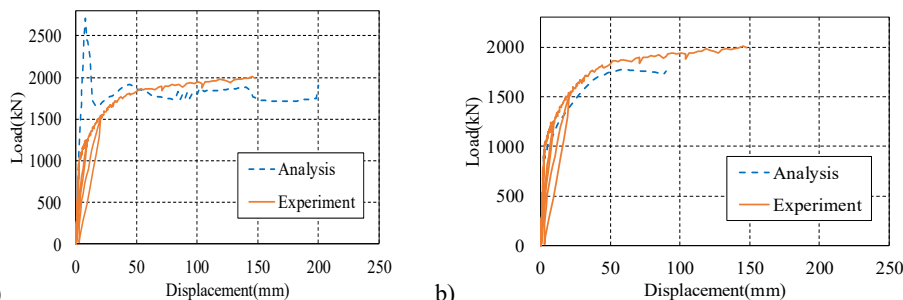 2500
2000
1500
1000
500
0
Load(kN)
Analysis
Experiment
0 50 100 150 200 250
Displacement(mm)
)
2000
1500
1000
500
0
Load(kN)
Analysis
Experiment
0 50 100 150 200 250
Displacement(mm)
b)